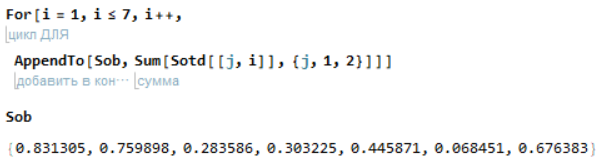 For[i = 1, i ≤ 7, i++,
цикл ДЛЯ
AppendTo[Sob, Sum[Sotd[[j, i]], {j, 1, 2}]]]
добавить в кон⋯ сумма
Sob
{0.831305, 0.759898, 0.283586, 0.303225, 0.445871, 0.068451, 0.676383}